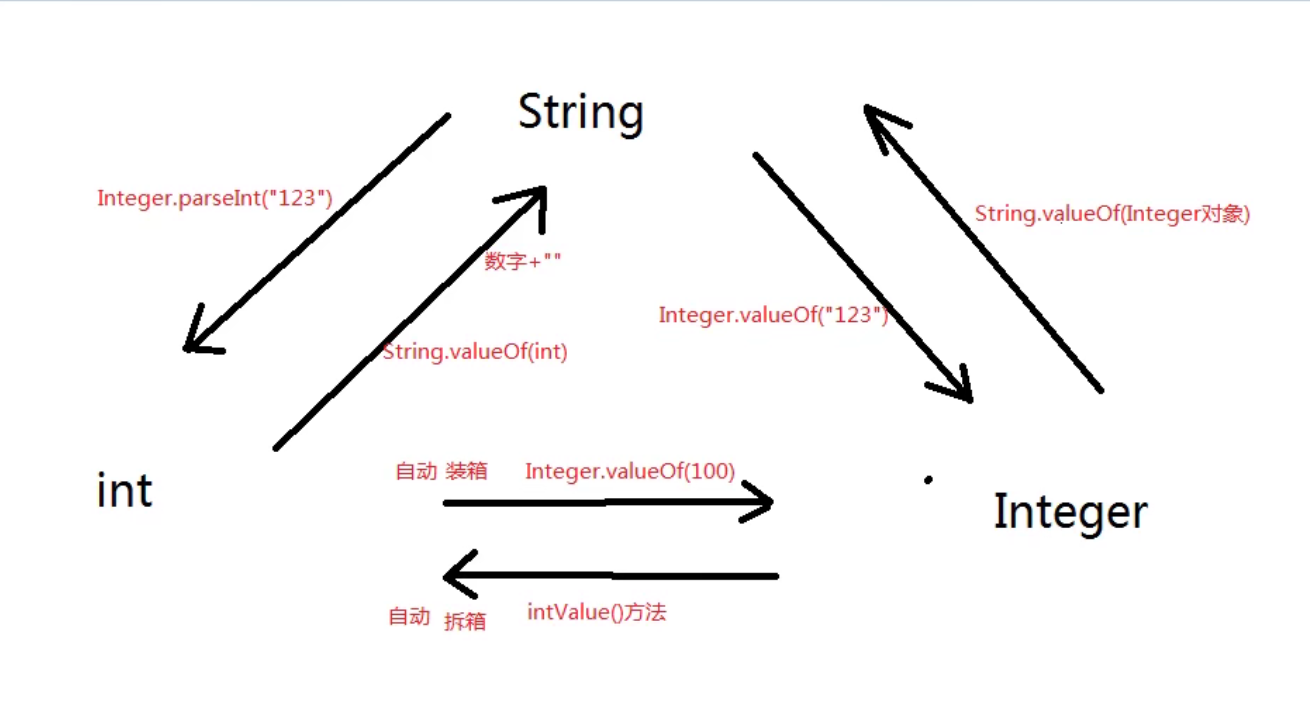 String
Integer.parseInt("123")
String.valueOf(Integer对象)
数字+""
Integer.valueOf("123")
String.valueOf(int)
自动 装箱 Integer.valueOf(100)
int
Integer
自动 拆箱 intValue()方法